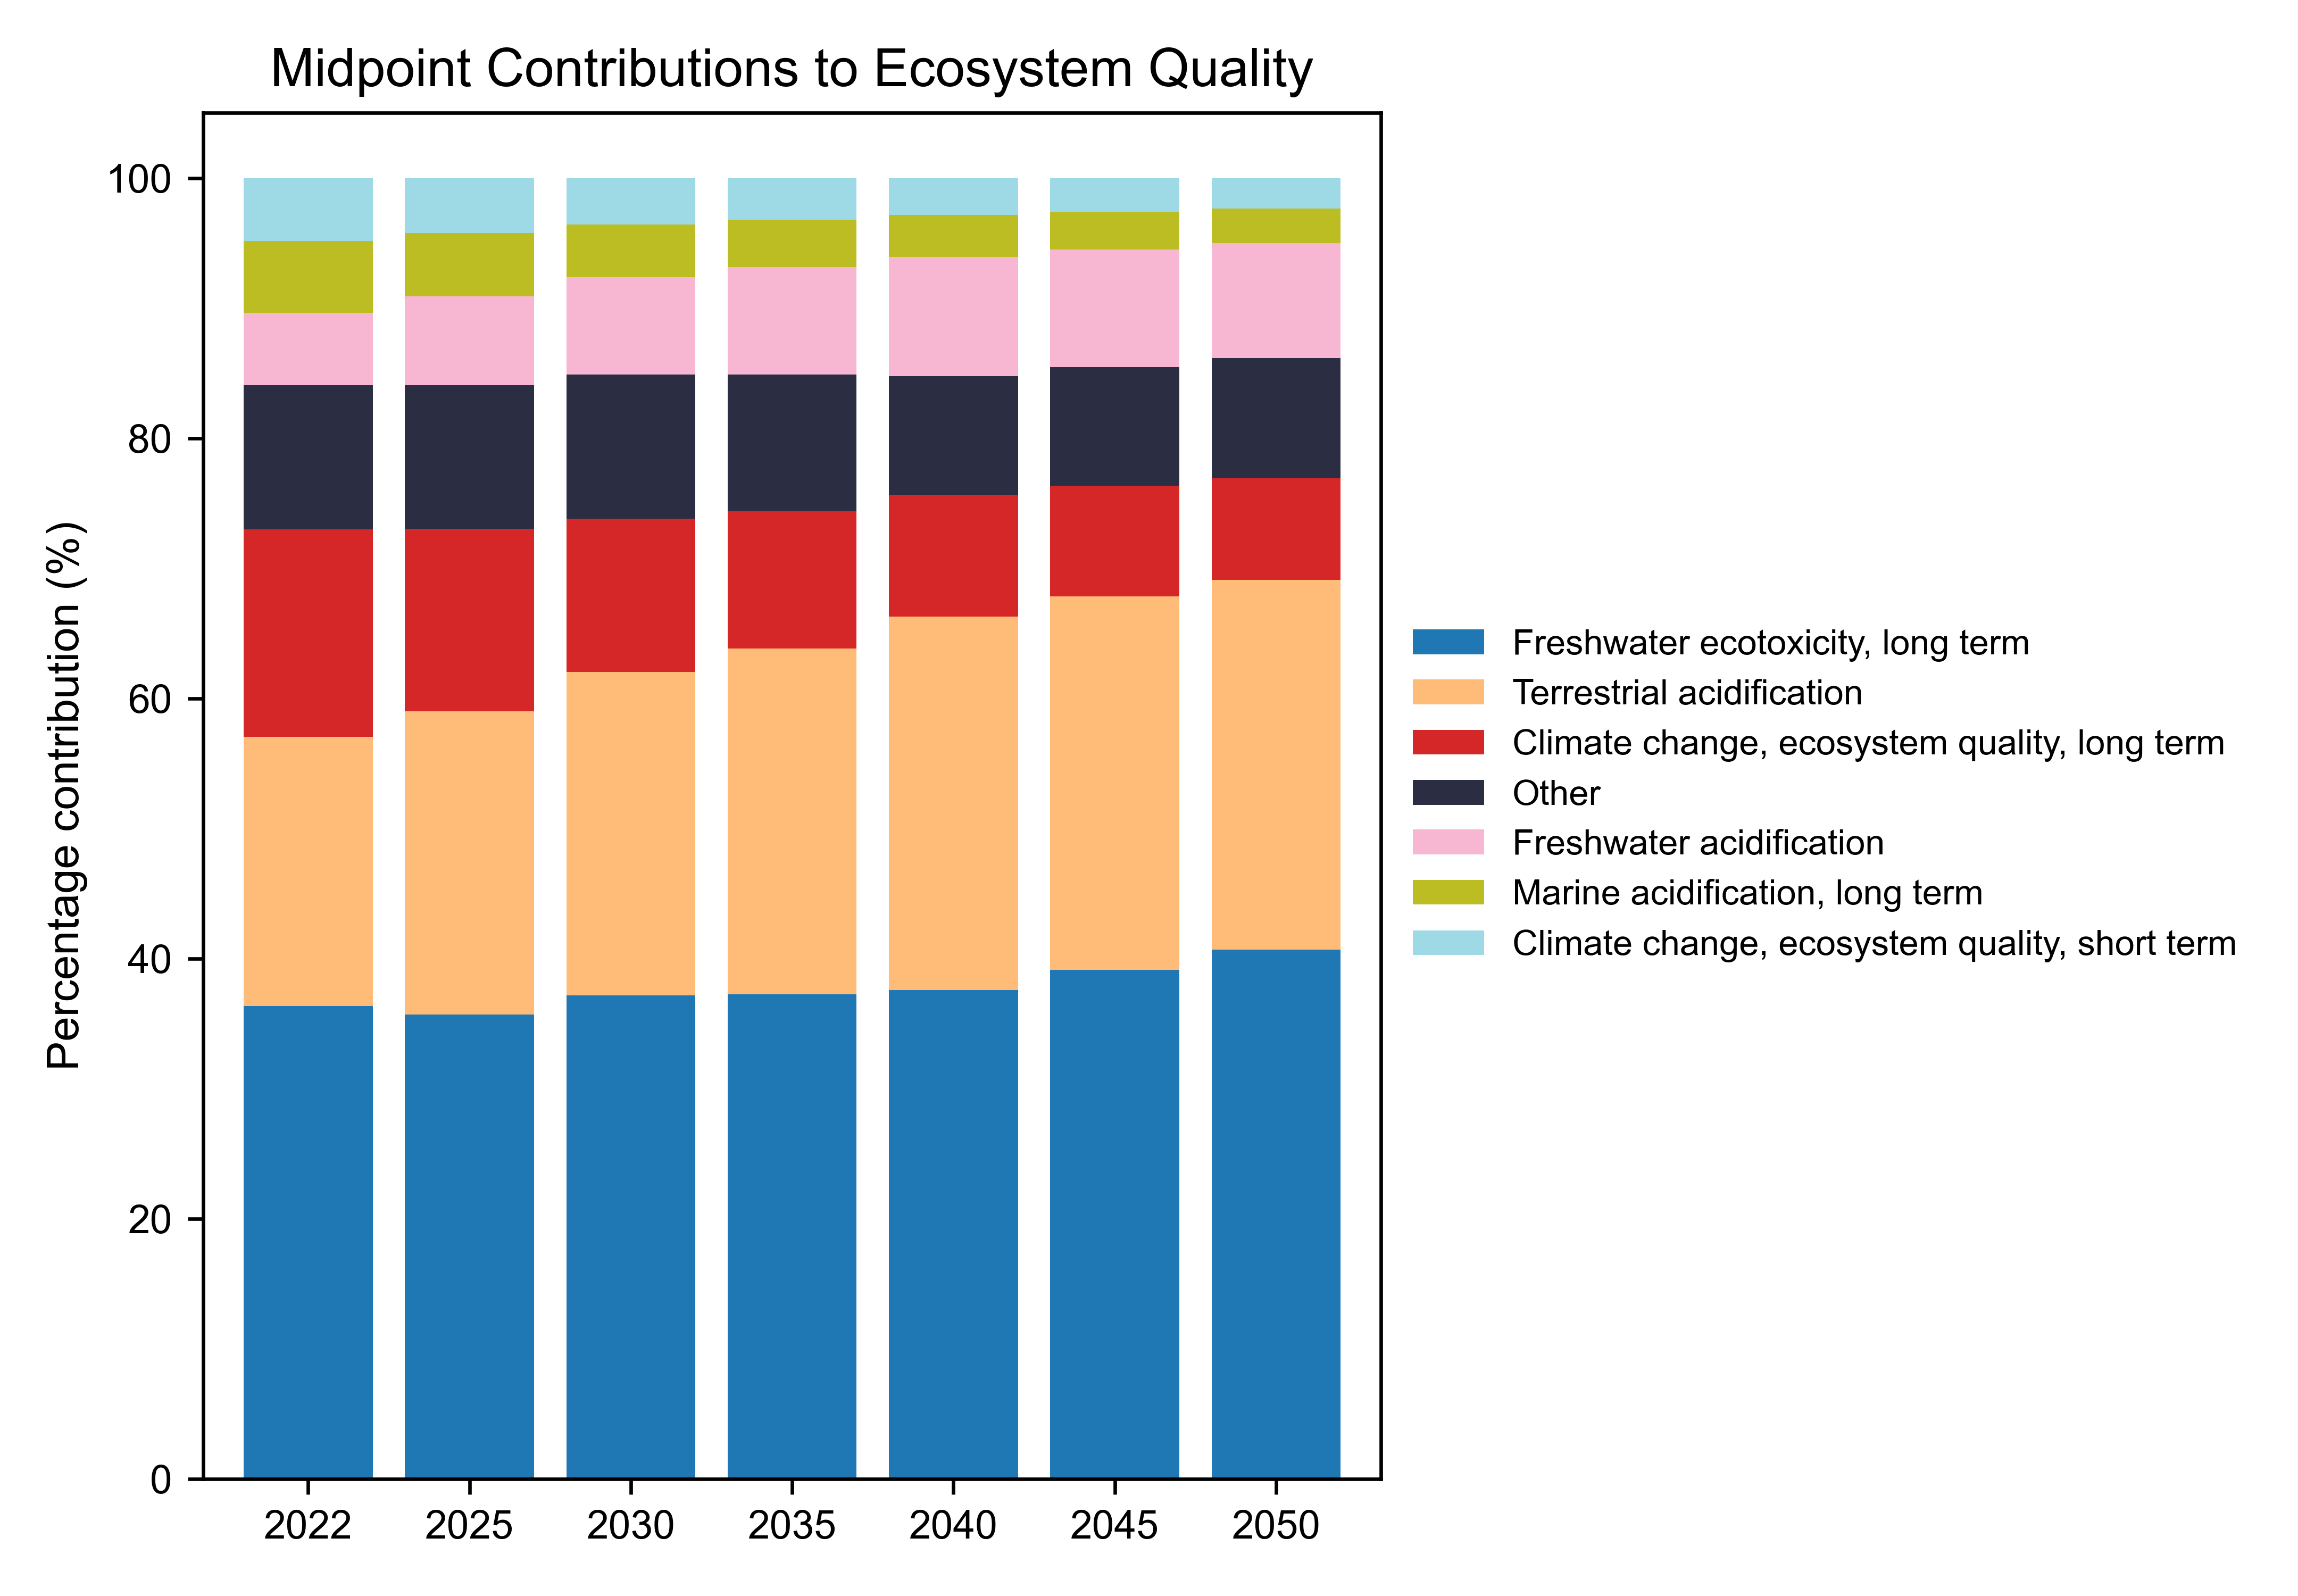 Midpoint Contributions to Ecosystem Quality
Percentage contribution (%)
100
80
60
40
20
0
2022 2025 2030 2035 2040 2045 2050
Freshwater ecotoxicity, long term
Terrestrial acidification
Climate change, ecosystem quality, long term
Other
Freshwater acidification
Marine acidification, long term
Climate change, ecosystem quality, short term